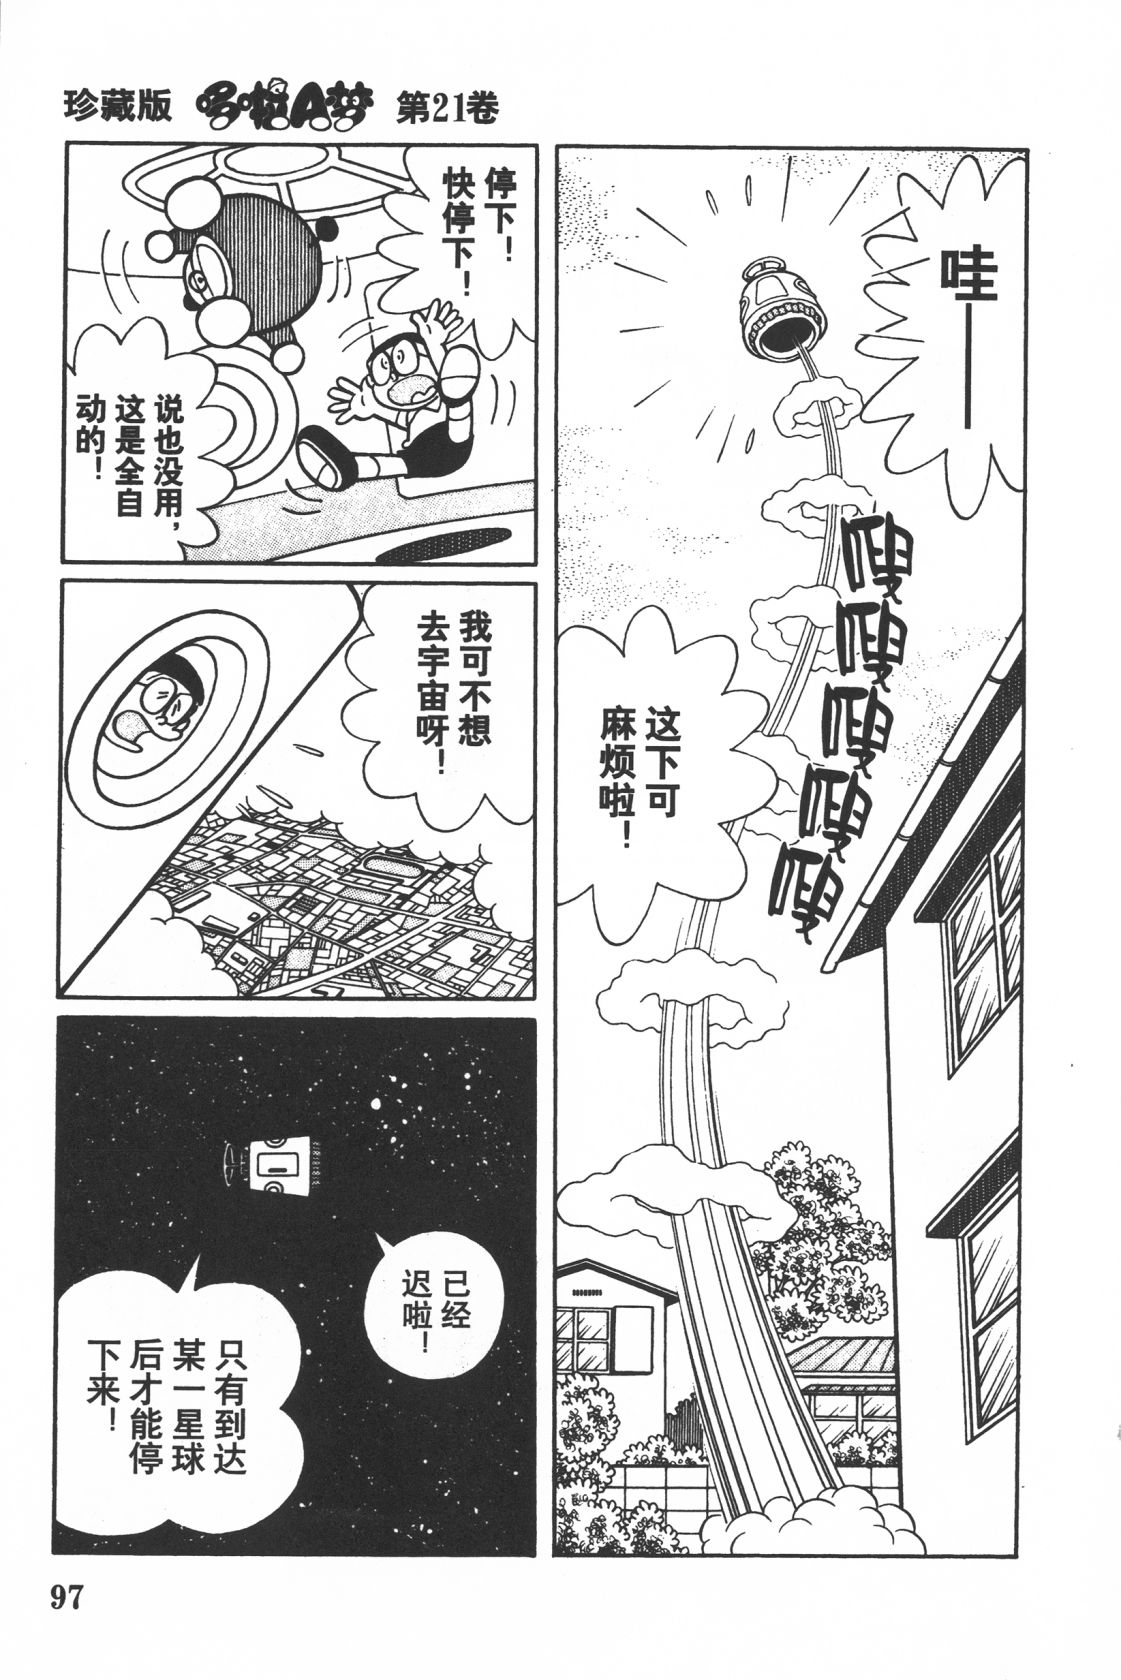 珍藏版 哆啦A梦 第21卷
哇——
嗖嗖嗖嗖嗖
这下可
麻烦啦！
停下！
快停下！
说也没用，
这是全自
动的！
我可不想
去宇宙呀！
已经
迟啦！
只有到达
某一星球
后才能停
下来！
97